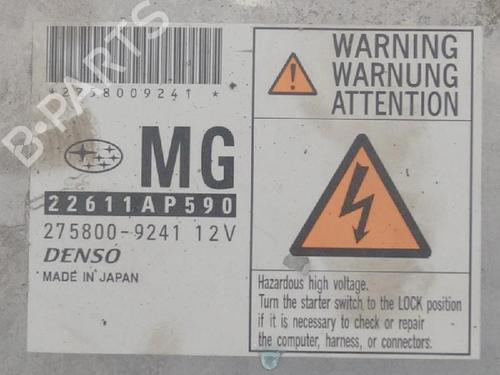 B-PARTS
*2758009241*
MG
22611AP590
275800-9241 12V
DENSO
MADE IN JAPAN
WARNING
WARNUNG
ATTENTION
Hazardous high voltage.
Turn the starter switch to the LOCK position
if it is necessary to check or repair
the computer, harness, or connectors.